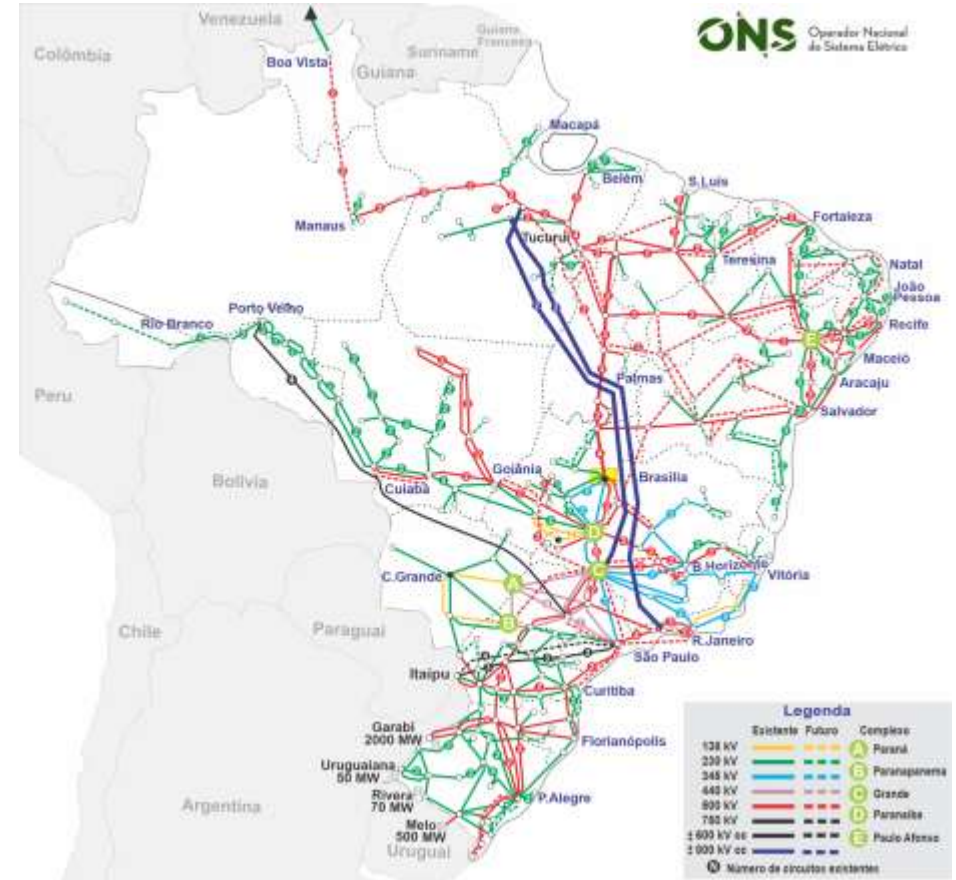 Venezuela
Guiana
Francesa
Suriname
ONS
Operador Nacional
do Sistema Elétrico
Colômbia
Boa Vista
Guiana
Macapá
Belém
S.Luis
Manaus
Fortaleza
Tucuruí
Teresina
Natal
João
Pessoa
Porto Velho
Rio Branco
Recife
E
Maceió
Palmas
Aracaju
Peru
Salvador
Goiânia
Brasília
Bolívia
Cuiabá
D
C
B.Horizonte
Vitória
C.Grande
A
B
Chile
Paraguai
R.Janeiro
São Paulo
Itaipu
Curitiba
Garabi
2000 MW
Florianópolis
Uruguaiana
50 MW
Rivera
70 MW
P.Alegre
Argentina
Melo
500 MW
Uruguai
Legenda
Existente Futuro Complexo
138 kV A Paraná
230 kV
345 kV B Paranapanema
440 kV C Grande
500 kV
750 kV D Paranaíba
±600 kV cc
±800 kV cc E Paulo Afonso
N Número de circuitos existentes